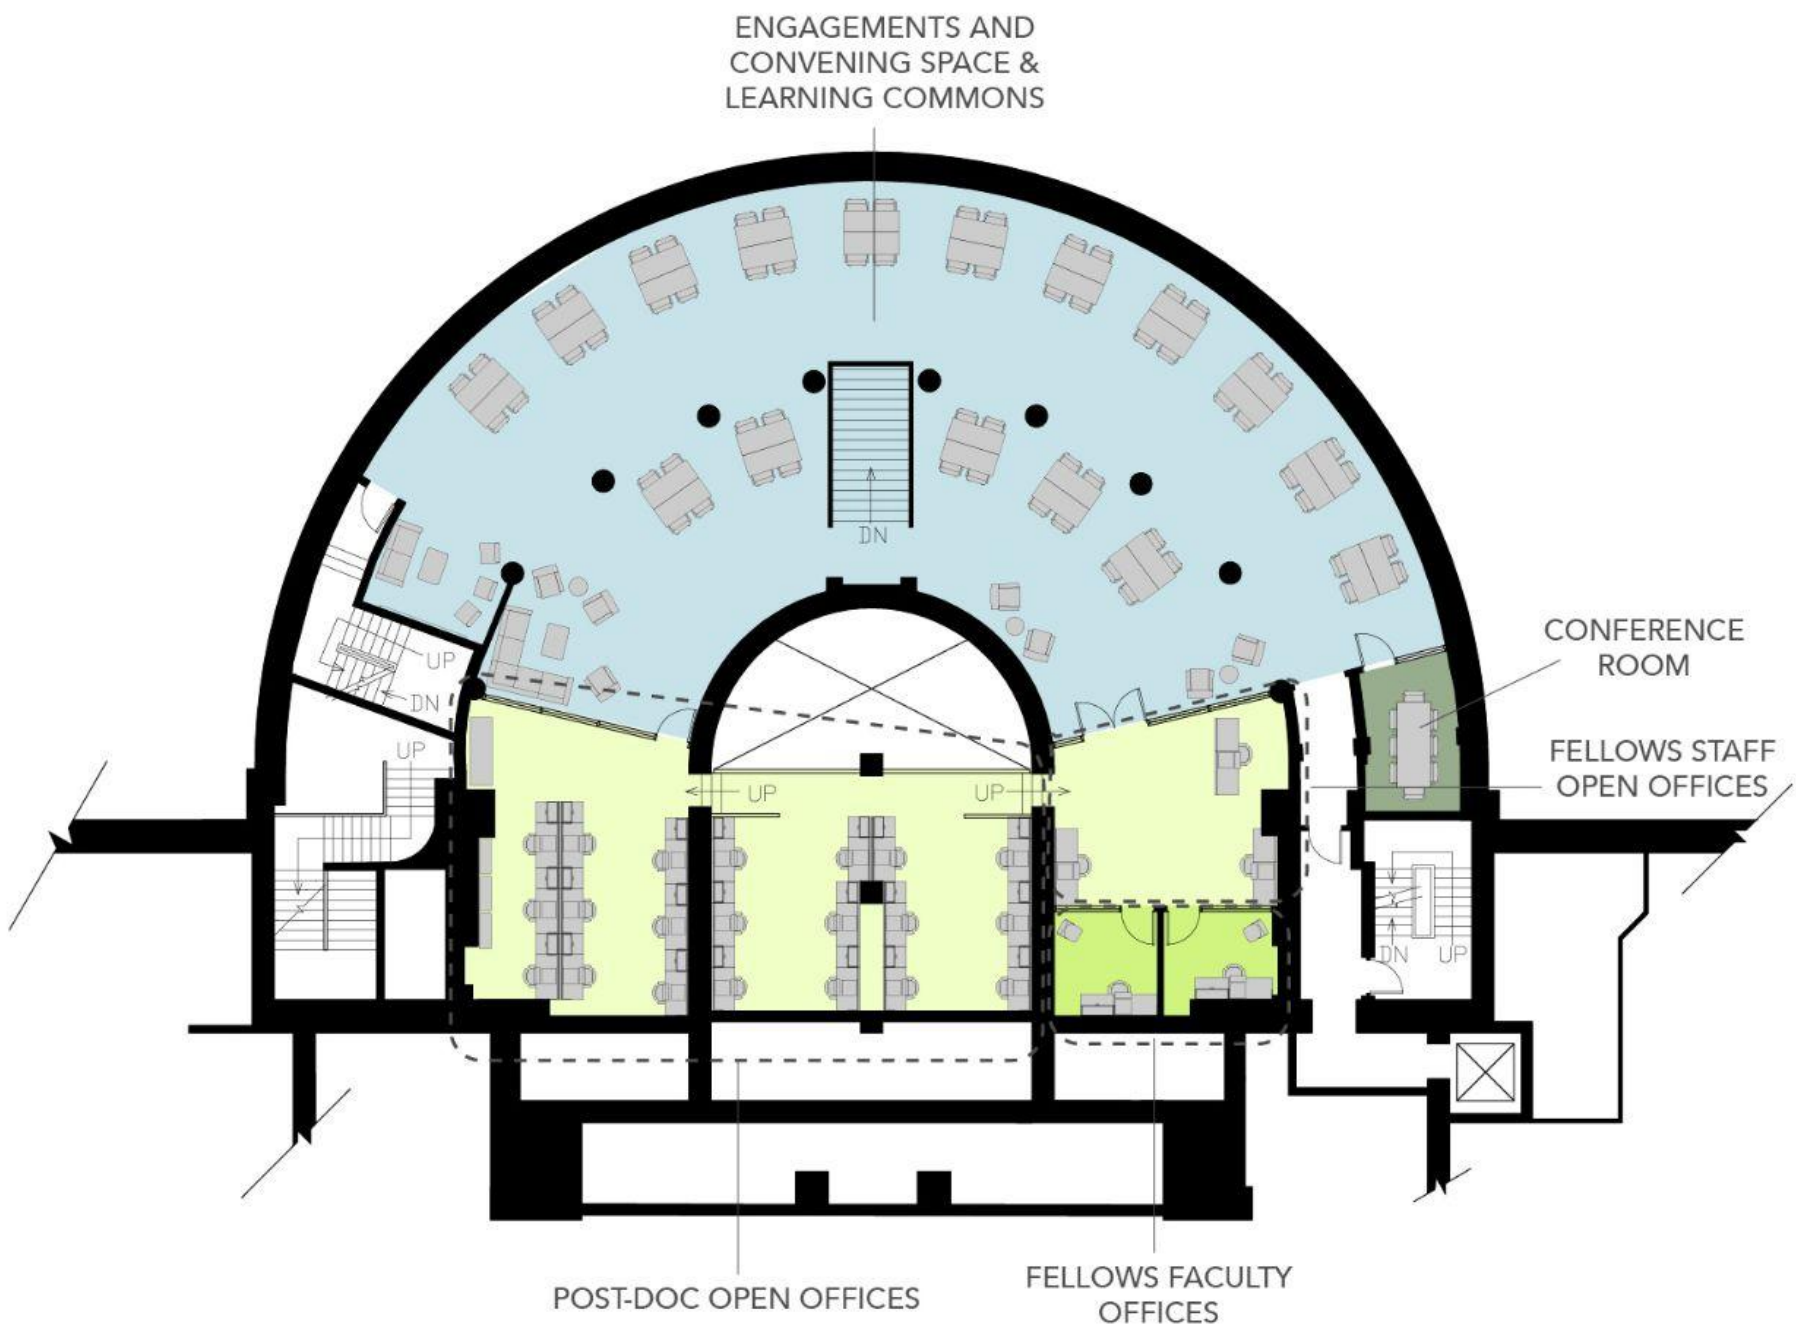 ENGAGEMENTS AND
CONVENING SPACE &
LEARNING COMMONS
DN
CONFERENCE
ROOM
UP
DN
UP
FELLOWS STAFF
OPEN OFFICES
UP
UP
DN
UP
POST-DOC OPEN OFFICES
FELLOWS FACULTY
OFFICES